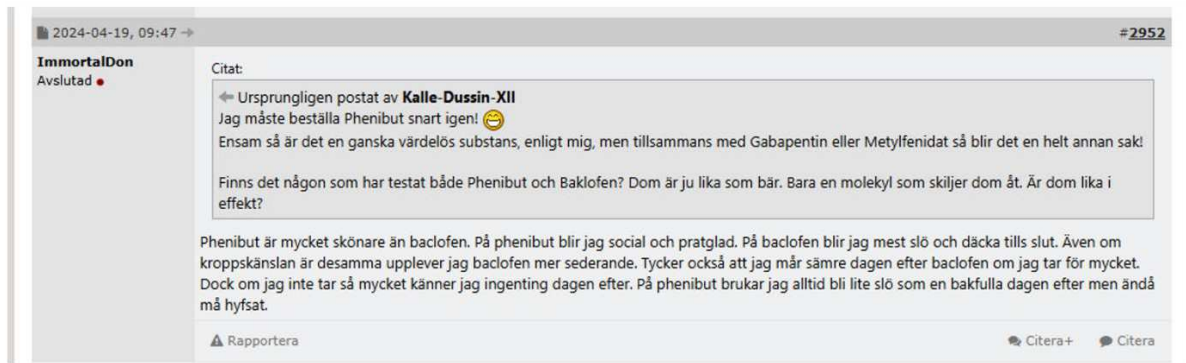 2024-04-19, 09:47
#2952
ImmortalDon
Avslutad
Citat:
Ursprungligen postat av Kalle-Dussin-XII
Jag måste beställa Phenibut snart igen!
Ensam så är det en ganska värdelös substans, enligt mig, men tillsammans med Gabapentin eller Metylfenidat så blir det en helt annan sak!
Finns det någon som har testat både Phenibut och Baklofen? Dom är ju lika som bär. Bara en molekyl som skiljer dom åt. Är dom lika i
effekt?
Phenibut är mycket skönare än baclofen. På phenibut blir jag social och pratglad. På baclofen blir jag mest slö och däcka tills slut. Även om
kroppskänslan är desamma upplever jag baclofen mer sederande. Tycker också att jag mår sämre dagen efter baclofen om jag tar för mycket.
Dock om jag inte tar så mycket känner jag ingenting dagen efter. På phenibut brukar jag alltid bli lite slö som en bakfulla dagen efter men ändå
må hyfsat.
Rapportera
Citera+
Citera